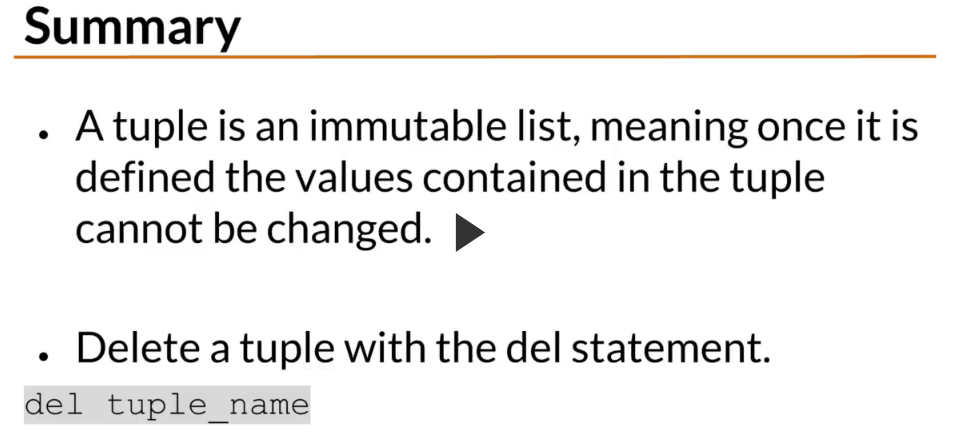 Summary
• A tuple is an immutable list, meaning once it is
defined the values contained in the tuple
cannot be changed.
• Delete a tuple with the del statement.
del tuple_name